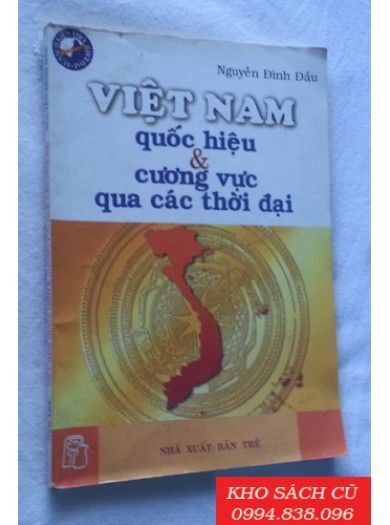 Nguyễn Đình Đầu
VIỆT NAM
quốc hiệu
&
cương vực
qua các thời đại
NHÀ XUẤT BẢN TRẺ
KHO SÁCH CŨ
0994.838.096